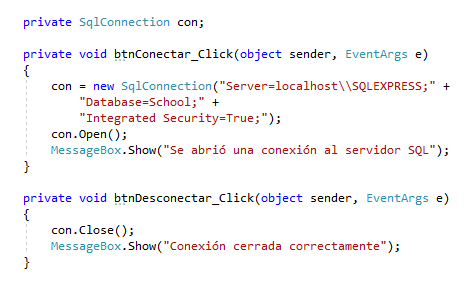 private SqlConnection con;
private void btnConectar_Click(object sender, EventArgs e)
{
con = new SqlConnection("Server=localhost\\SQLEXPRESS;" +
"Database=School;" +
"Integrated Security=True;");
con.Open();
MessageBox.Show("Se abrió una conexión al servidor SQL");
}
private void btnDesconectar_Click(object sender, EventArgs e)
{
con.Close();
MessageBox.Show("Conexión cerrada correctamente");
}